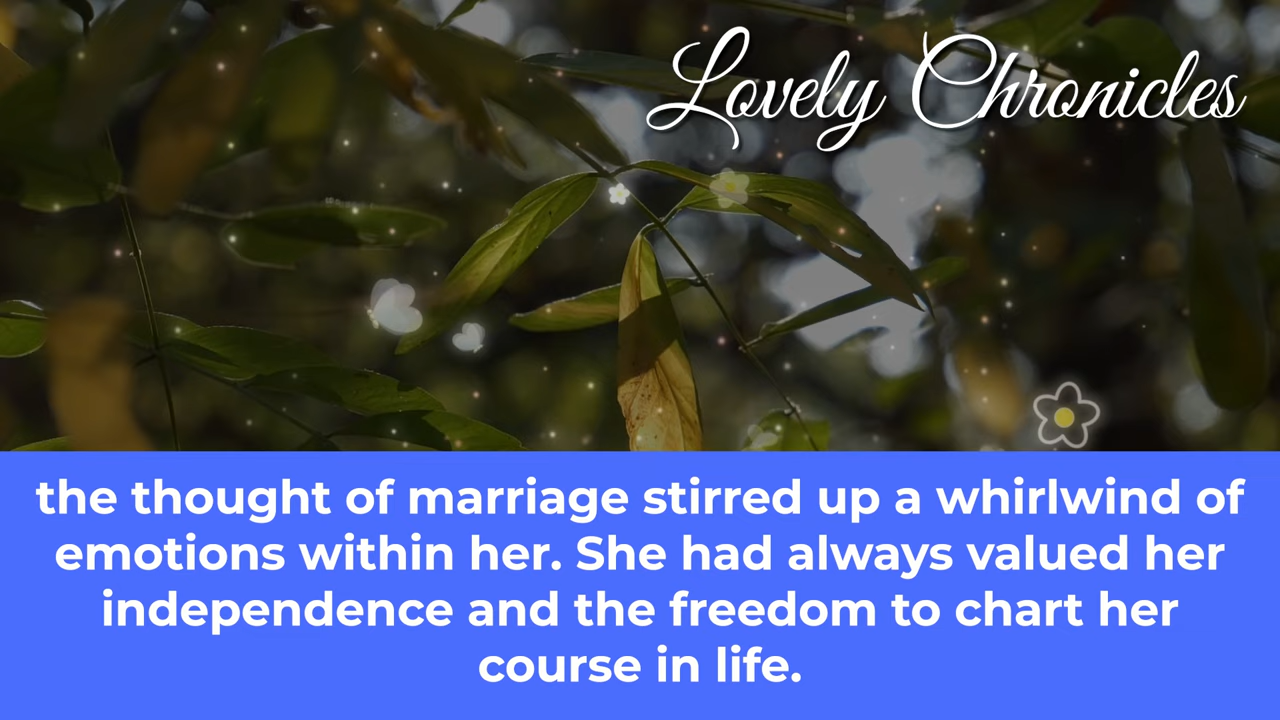 Lovely Chronicles
the thought of marriage stirred up a whirlwind of
emotions within her. She had always valued her
independence and the freedom to chart her
course in life.